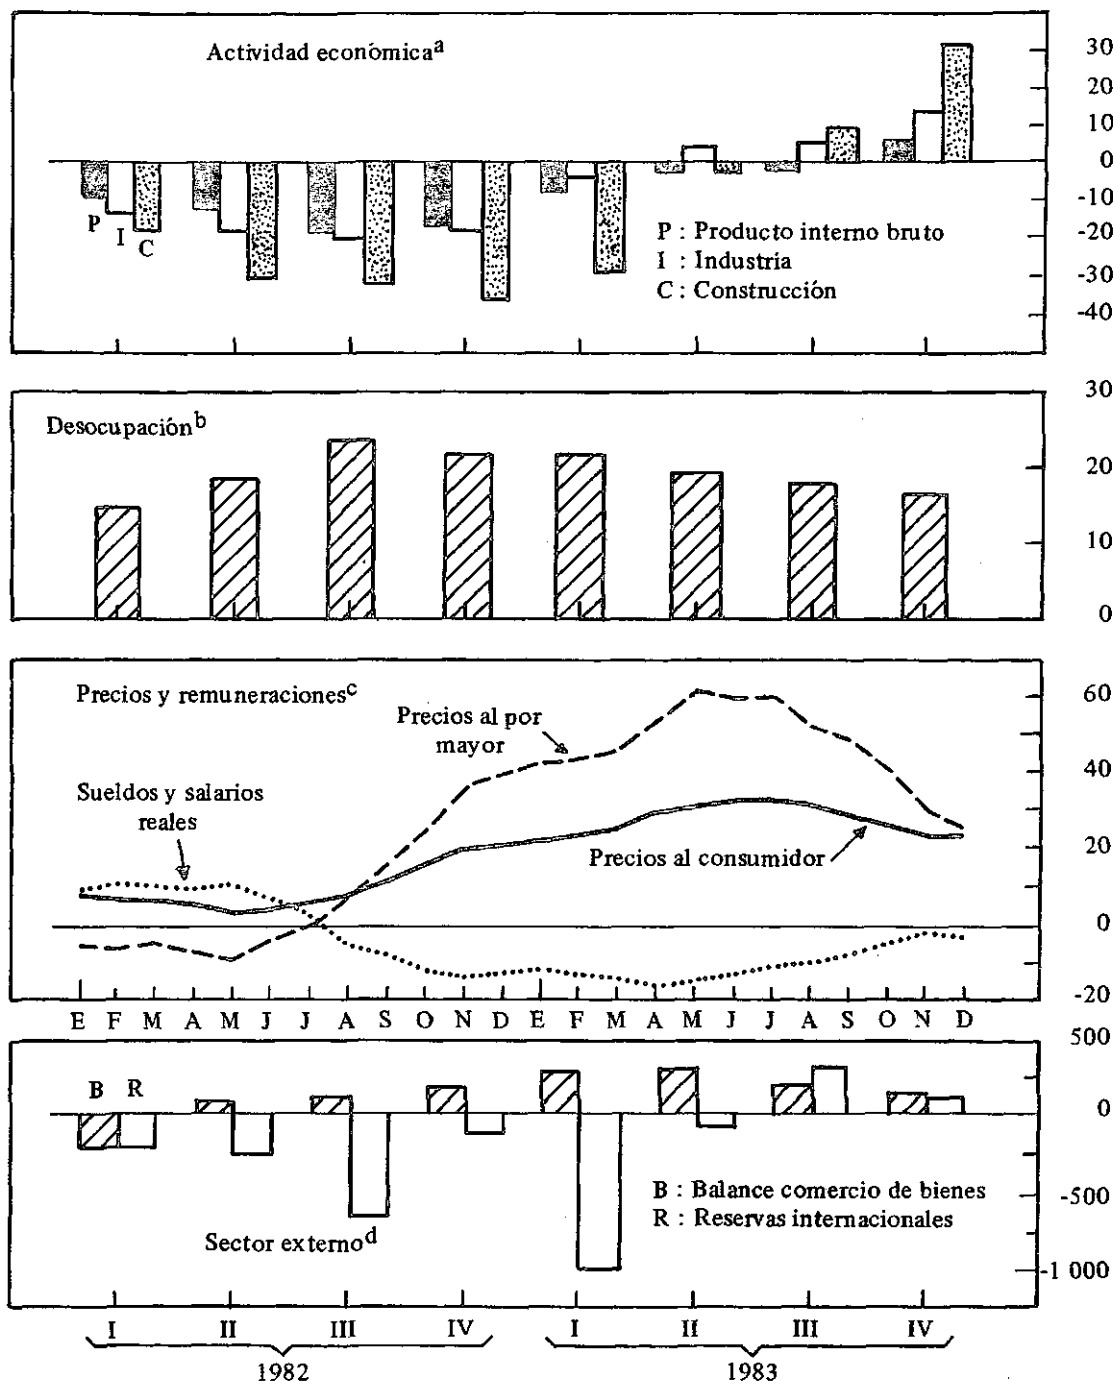 Actividad económicaª
30
20
10
0
-10
-20
-30
-40
P
I
C
P : Producto interno bruto
I : Industria
C : Construcción
Desocupaciónb
30
20
10
0
Precios y remuneracionesc
Precios al por
mayor
Sueldos y salarios
reales
Precios al consumidor
60
40
20
0
-20
E F M A M J J A S O N D E F M A M J J A S O N D
500
0
-500
-1 000
B R
B : Balance comercio de bienes
R : Reservas internacionales
Sector externod
I II III IV I II III IV
1982 1983